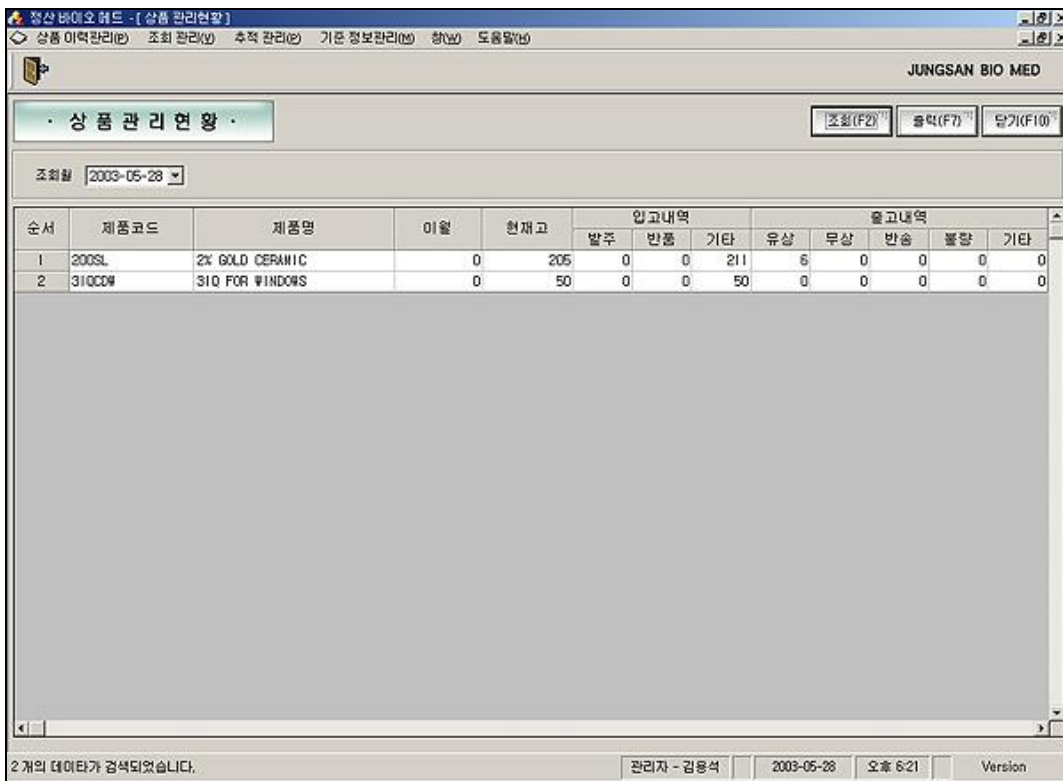 정산 바이오 메드 - [ 상품 관리현황 ]
상품 이력관리(P) 조회 관리(V) 추적 관리(P) 기준 정보관리(M) 창(W) 도움말(H)
JUNGSAN BIO MED
· 상 품 관 리 현 황 · 조회(F2) 출력(F7) 닫기(F10)
조회월 2003-05-28
순서 제품코드 제품명 이월 현재고 입고내역 출고내역
발주 반품 기타 유상 무상 반송 불량 기타
1 200SL 2% GOLD CERAMIC 0 205 0 0 211 6 0 0 0 0
2 31QCDW 31Q FOR WINDOWS 0 50 0 0 50 0 0 0 0 0
2 개의 데이타가 검색되었습니다. 관리자 - 김용석 2003-05-28 오후 6:21 Version